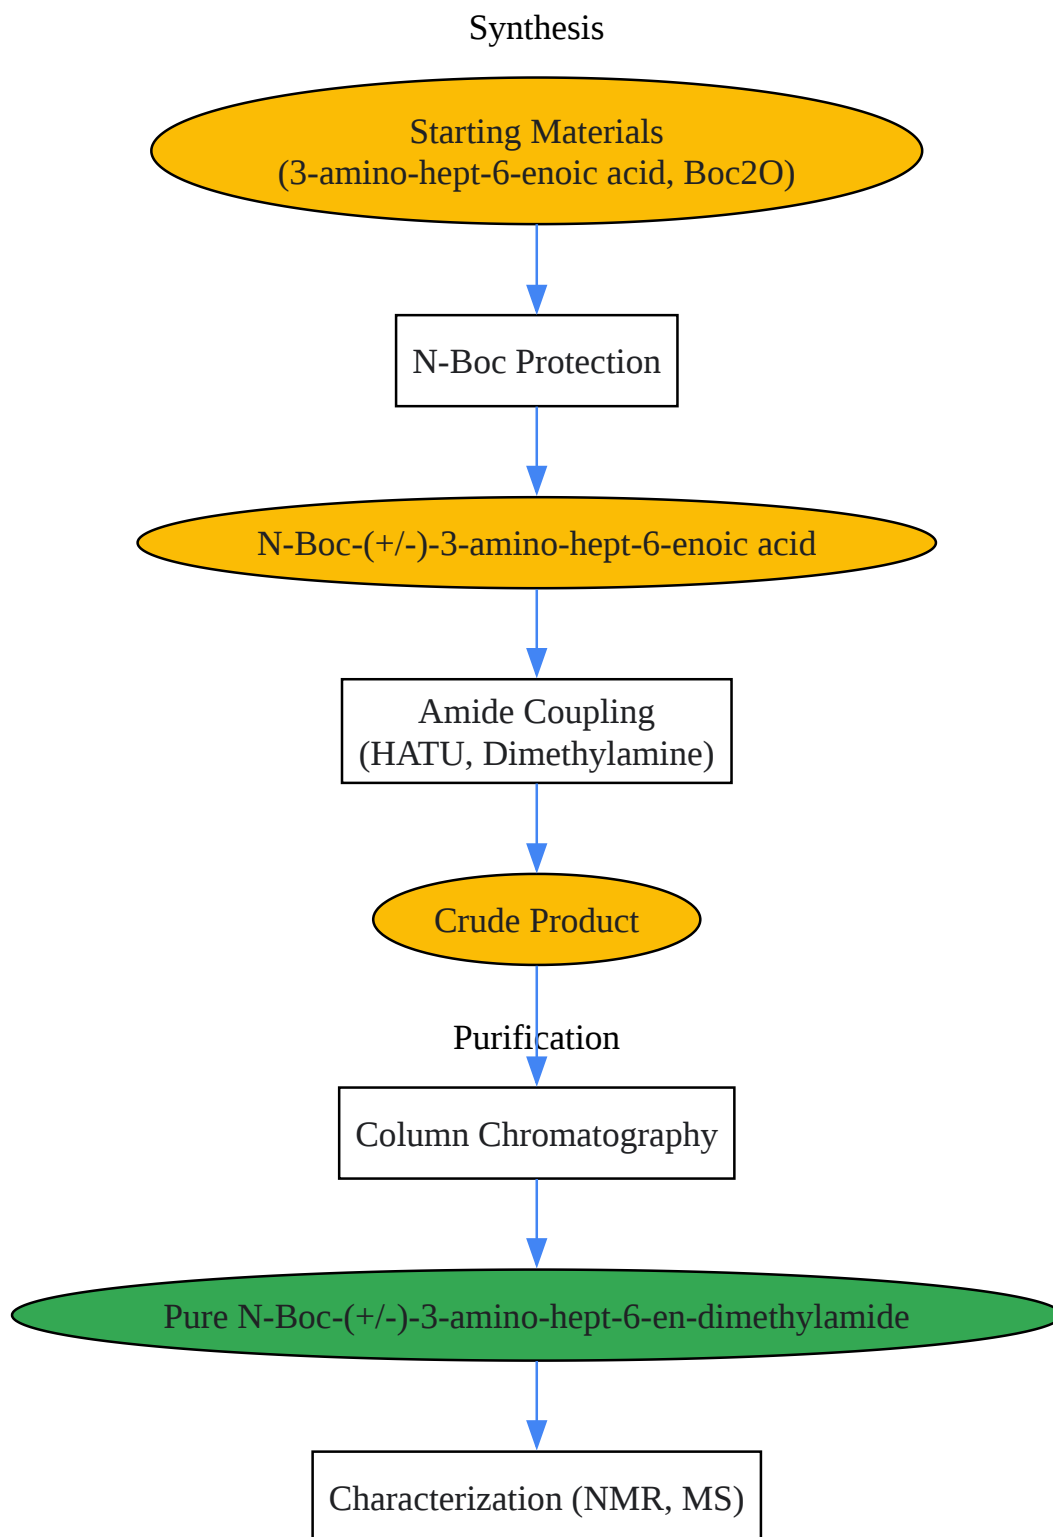 Synthesis
Starting Materials
(3-amino-hept-6-enoic acid, Boc2O)
N-Boc Protection
N-Boc-(+/-)-3-amino-hept-6-enoic acid
Amide Coupling
(HATU, Dimethylamine)
Crude Product
Purification
Column Chromatography
Pure N-Boc-(+/-)-3-amino-hept-6-en-dimethylamide
Characterization (NMR, MS)